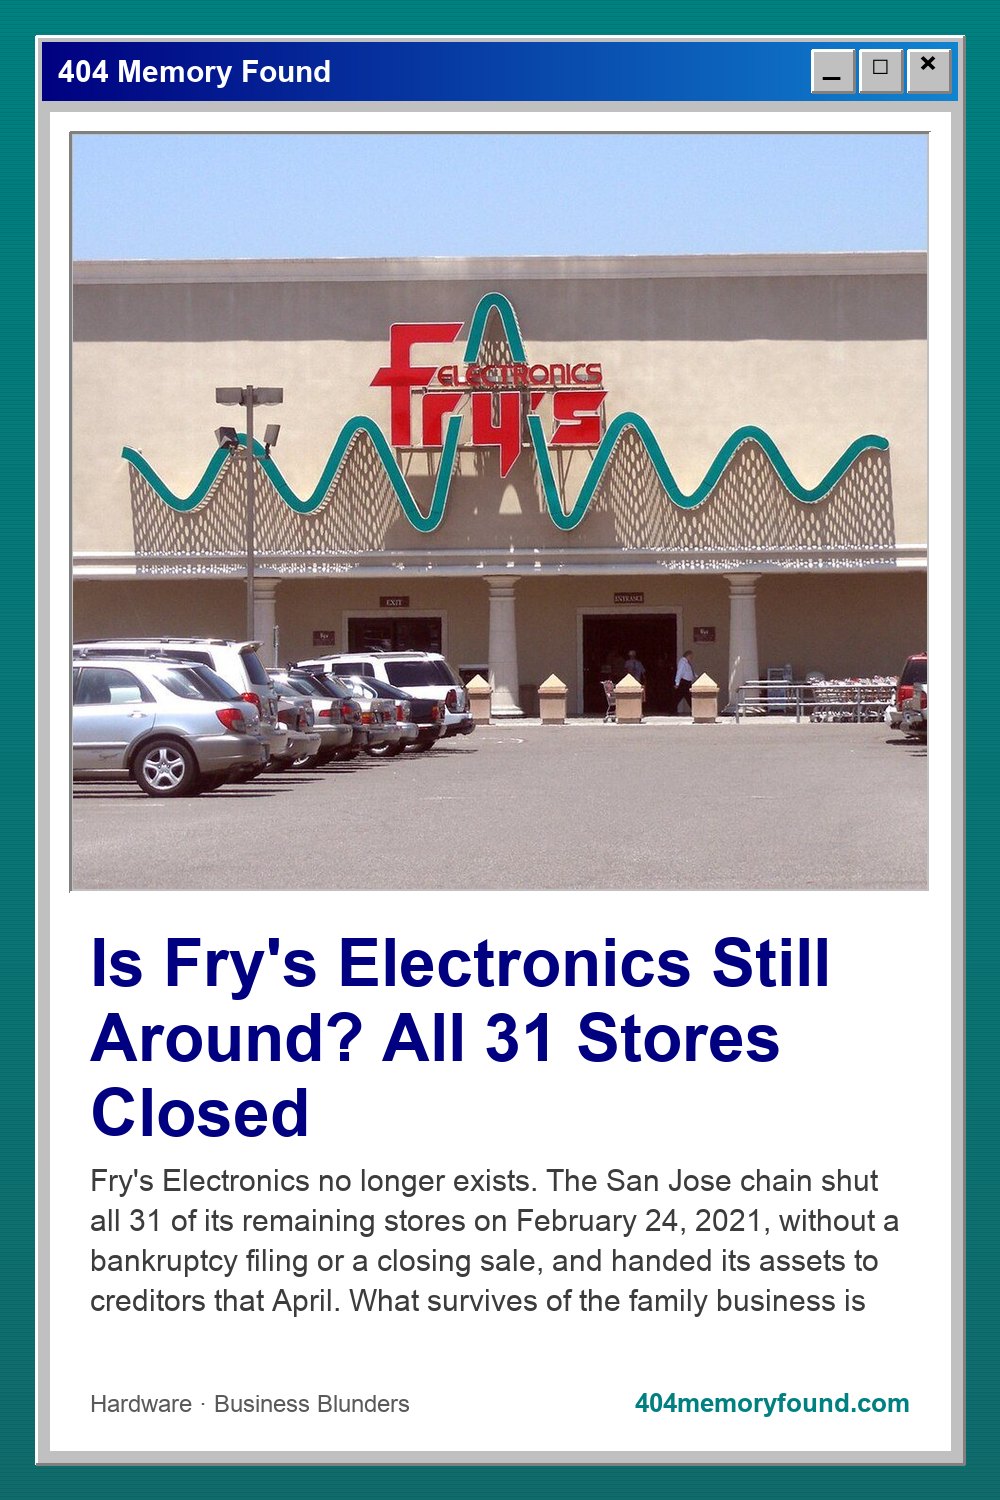 404 Memory Found
Fry's
ELECTRONICS
EXIT
ENTRANCE
Is Fry's Electronics Still
Around? All 31 Stores
Closed
Fry's Electronics no longer exists. The San Jose chain shut
all 31 of its remaining stores on February 24, 2021, without a
bankruptcy filing or a closing sale, and handed its assets to
creditors that April. What survives of the family business is
Hardware · Business Blunders
404memoryfound.com